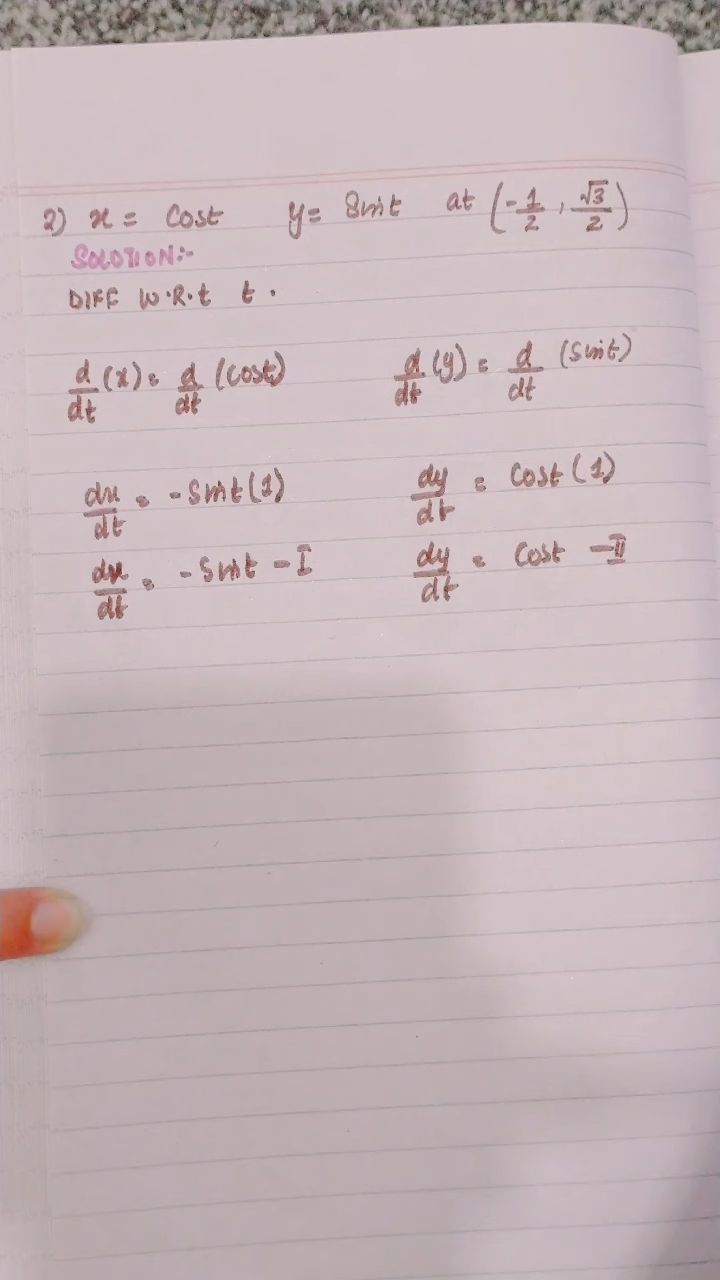 2) x = Cost y= Sint at (-1/2, √3/2)
SOLUTION:-
DIFF W.R.t t.
d/dt (x) = d/dt (cost) d/dt (y) = d/dt (Sint)
dx/dt = -Sint(1) dy/dt = Cost(1)
dx/dt = -Sint - I dy/dt = Cost - II